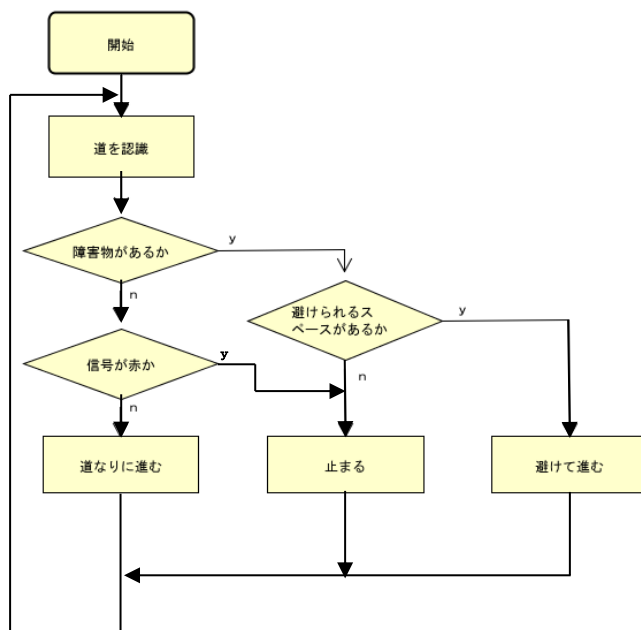 開始
道を認識
障害物があるか
y
n
避けられるス
ペースがあるか
y
n
信号が赤か
y
n
道なりに進む
止まる
避けて進む